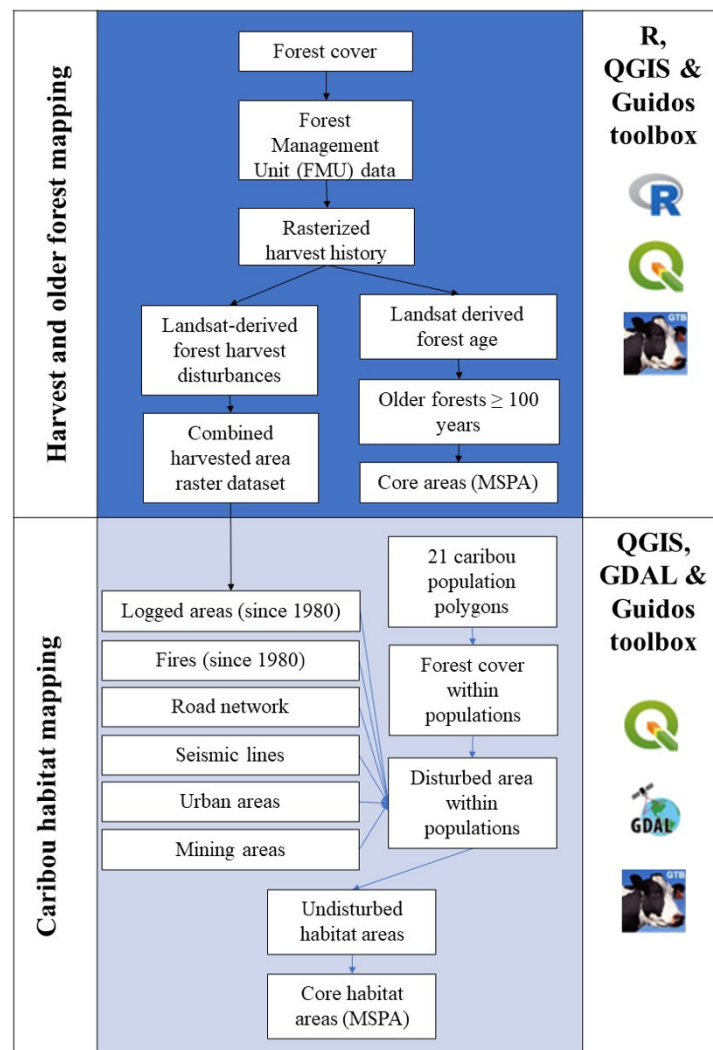 Harvest and older forest mapping
Forest cover
Forest
Management
Unit (FMU) data
Rasterized
harvest history
Landsat-derived
forest harvest
disturbances
Combined
harvested area
raster dataset
Landsat derived
forest age
Older forests ≥ 100
years
Core areas (MSPA)
R,
QGIS &
Guidos
toolbox
R
GTB
Caribou habitat mapping
Logged areas (since 1980)
Fires (since 1980)
Road network
Seismic lines
Urban areas
Mining areas
21 caribou
population
polygons
Forest cover
within
populations
Disturbed area
within
populations
Undisturbed
habitat areas
Core habitat
areas (MSPA)
QGIS,
GDAL &
Guidos
toolbox
GDAL
GTB